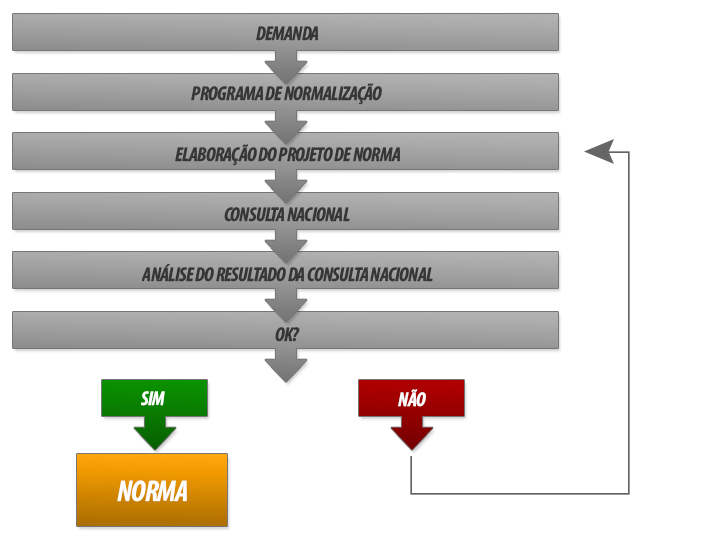 DEMANDA
PROGRAMA DE NORMALIZAÇÃO
ELABORAÇÃO DO PROJETO DE NORMA
CONSULTA NACIONAL
ANÁLISE DO RESULTADO DA CONSULTA NACIONAL
OK?
SIM
NÃO
NORMA